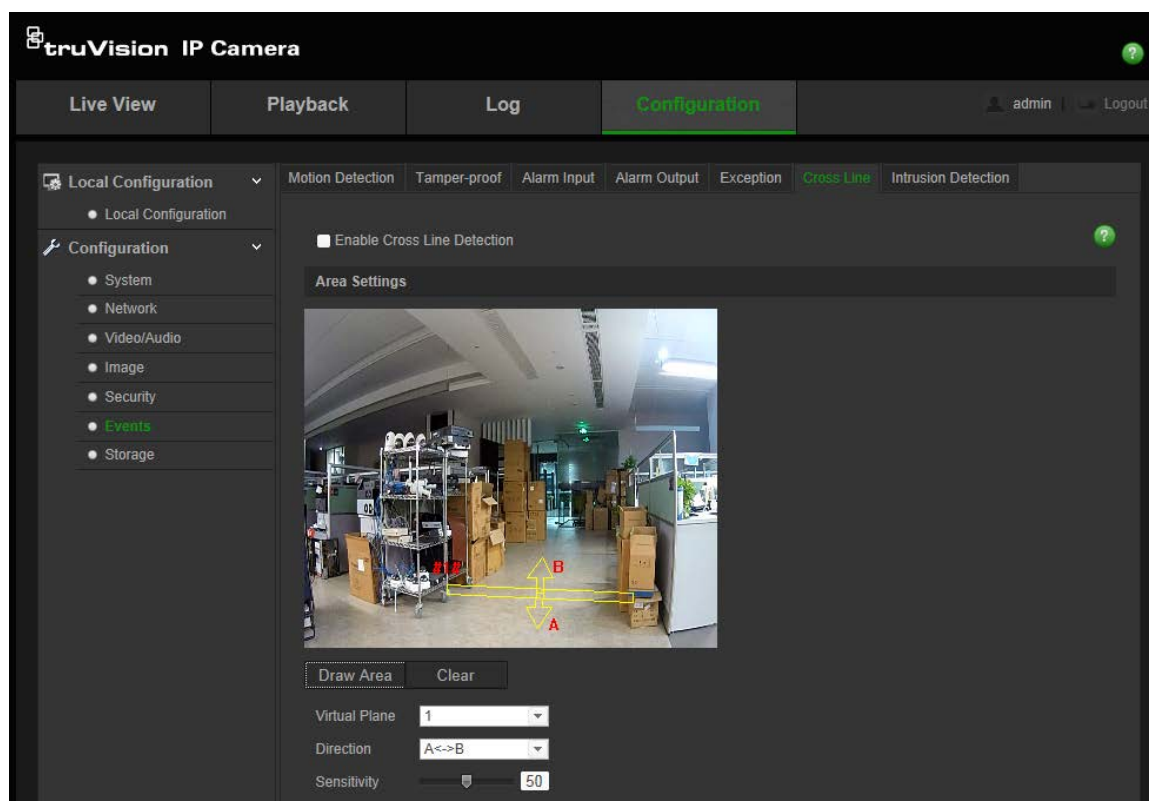 truVision IP Camera
?
Live View Playback Log Configuration admin | Logout
Local Configuration
Local Configuration
Configuration
System
Network
Video/Audio
Image
Security
Events
Storage
Motion Detection Tamper-proof Alarm Input Alarm Output Exception Cross Line Intrusion Detection
Enable Cross Line Detection ?
Area Settings
#1# B
A
Draw Area Clear
Virtual Plane 1
Direction A<->B
Sensitivity 50